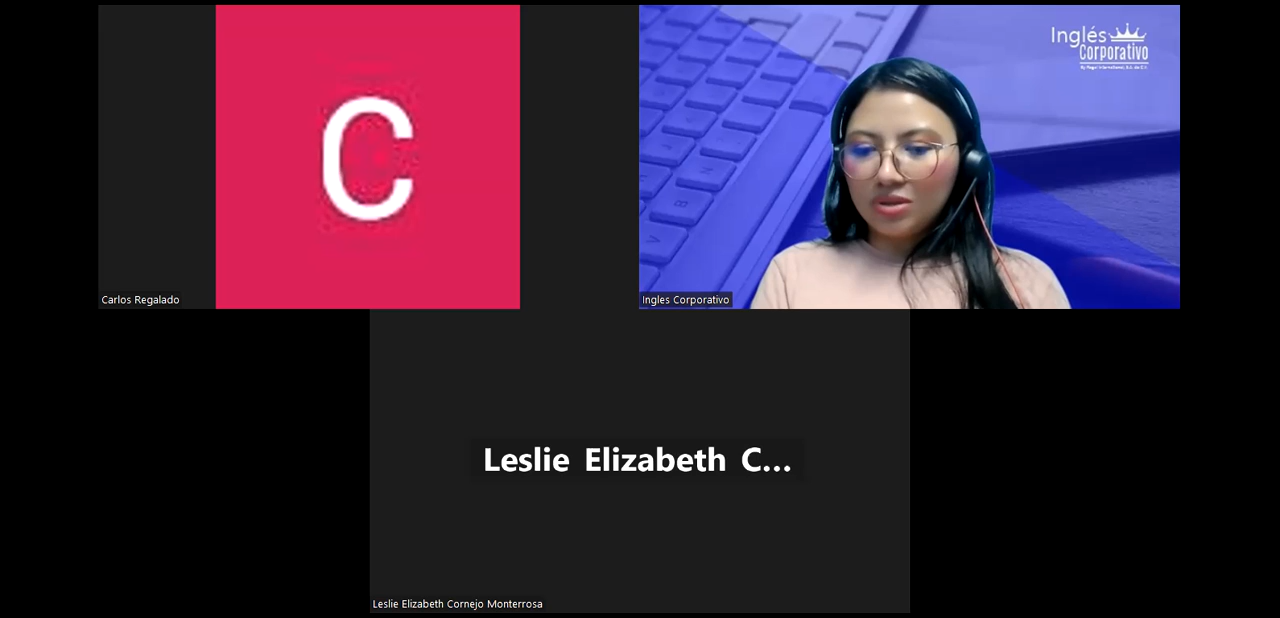 C
Carlos Regalado
Inglés
Corporativo
Ingles Corporativo
Leslie Elizabeth C...
Leslie Elizabeth Cornejo Monterrosa